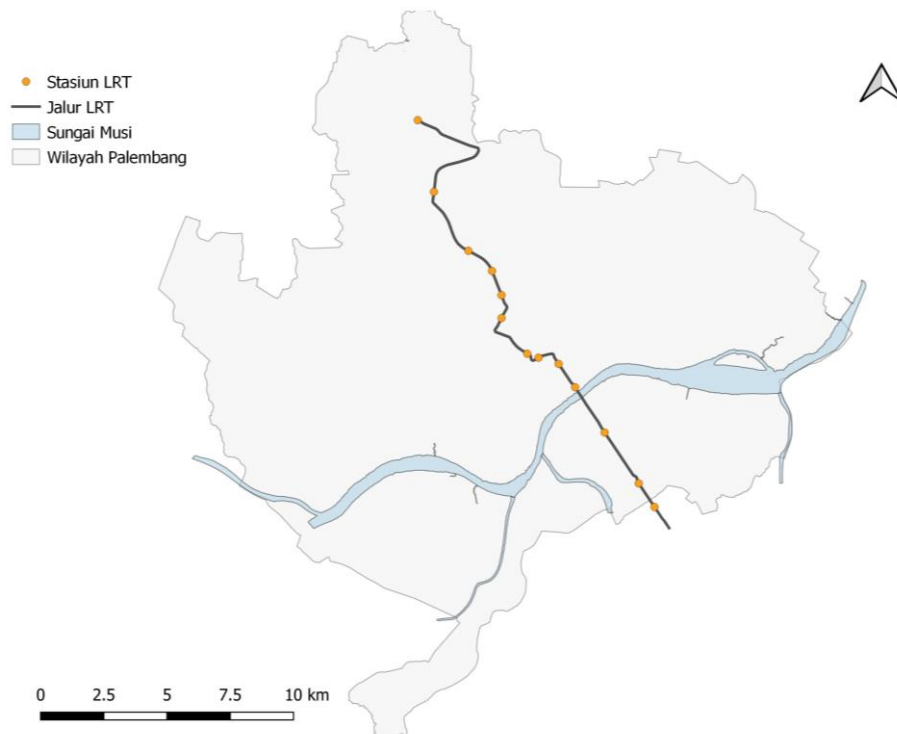 Stasiun LRT
Jalur LRT
Sungai Musi
Wilayah Palembang
0 2.5 5 7.5 10 km